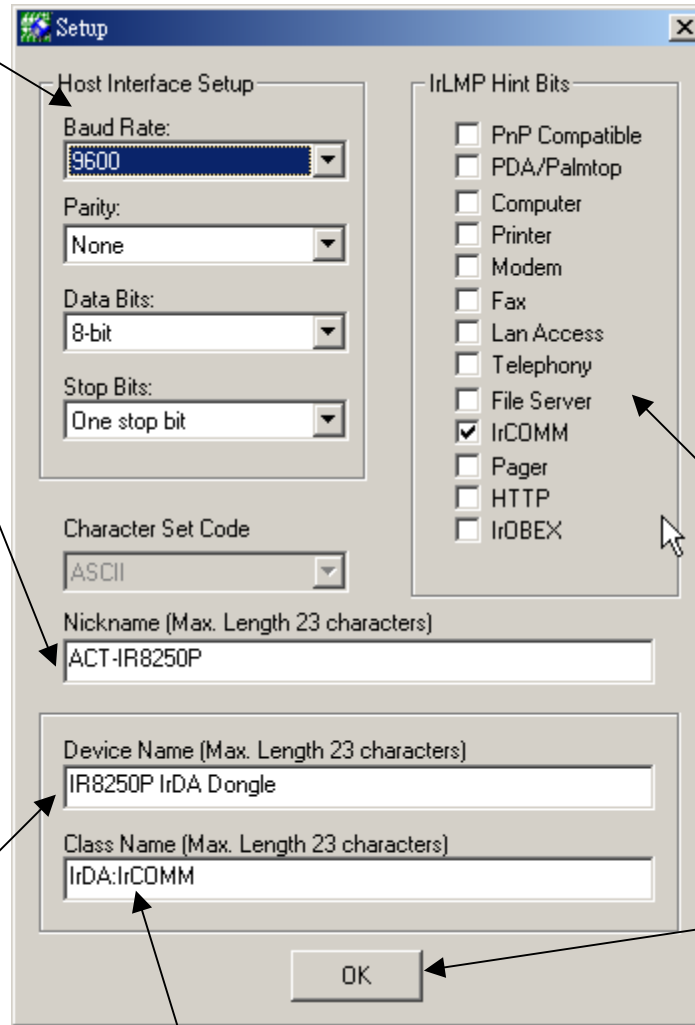 Setup
Host Interface Setup
Baud Rate:
9600
Parity:
None
Data Bits:
8-bit
Stop Bits:
One stop bit
IrLMP Hint Bits
PnP Compatible
PDA/Palmtop
Computer
Printer
Modem
Fax
Lan Access
Telephony
File Server
IrCOMM
Pager
HTTP
IrOBEX
Character Set Code
ASCII
Nickname (Max. Length 23 characters)
ACT-IR8250P
Device Name (Max. Length 23 characters)
IR8250P IrDA Dongle
Class Name (Max. Length 23 characters)
IrDA:IrCOMM
OK